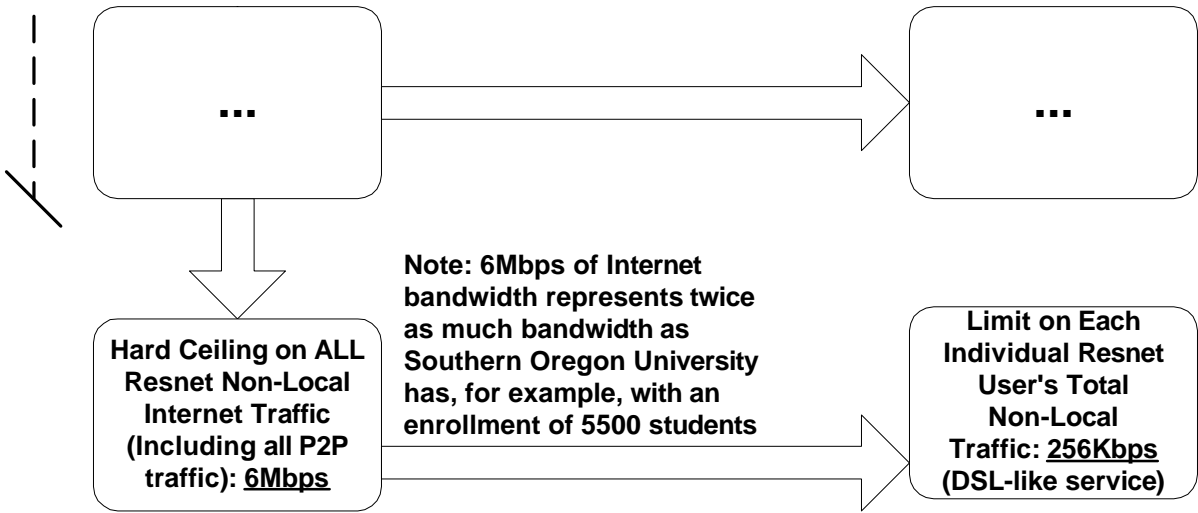 ...
...
Note: 6Mbps of Internet
bandwidth represents twice
as much bandwidth as
Southern Oregon University
has, for example, with an
enrollment of 5500 students
Hard Ceiling on ALL
Resnet Non-Local
Internet Traffic
(Including all P2P
traffic): 6Mbps
Limit on Each
Individual Resnet
User's Total
Non-Local
Traffic: 256Kbps
(DSL-like service)